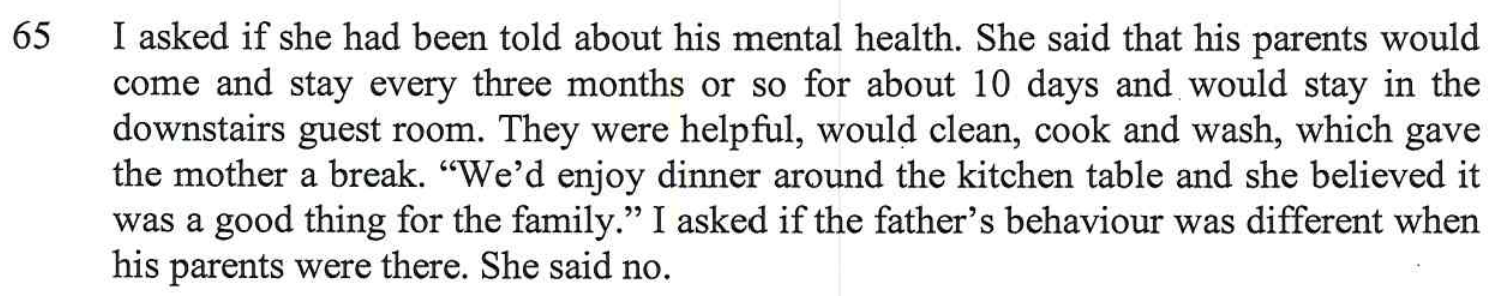 65 I asked if she had been told about his mental health. She said that his parents would
come and stay every three months or so for about 10 days and would stay in the
downstairs guest room. They were helpful, would clean, cook and wash, which gave
the mother a break. “We’d enjoy dinner around the kitchen table and she believed it
was a good thing for the family.” I asked if the father’s behaviour was different when
his parents were there. She said no.